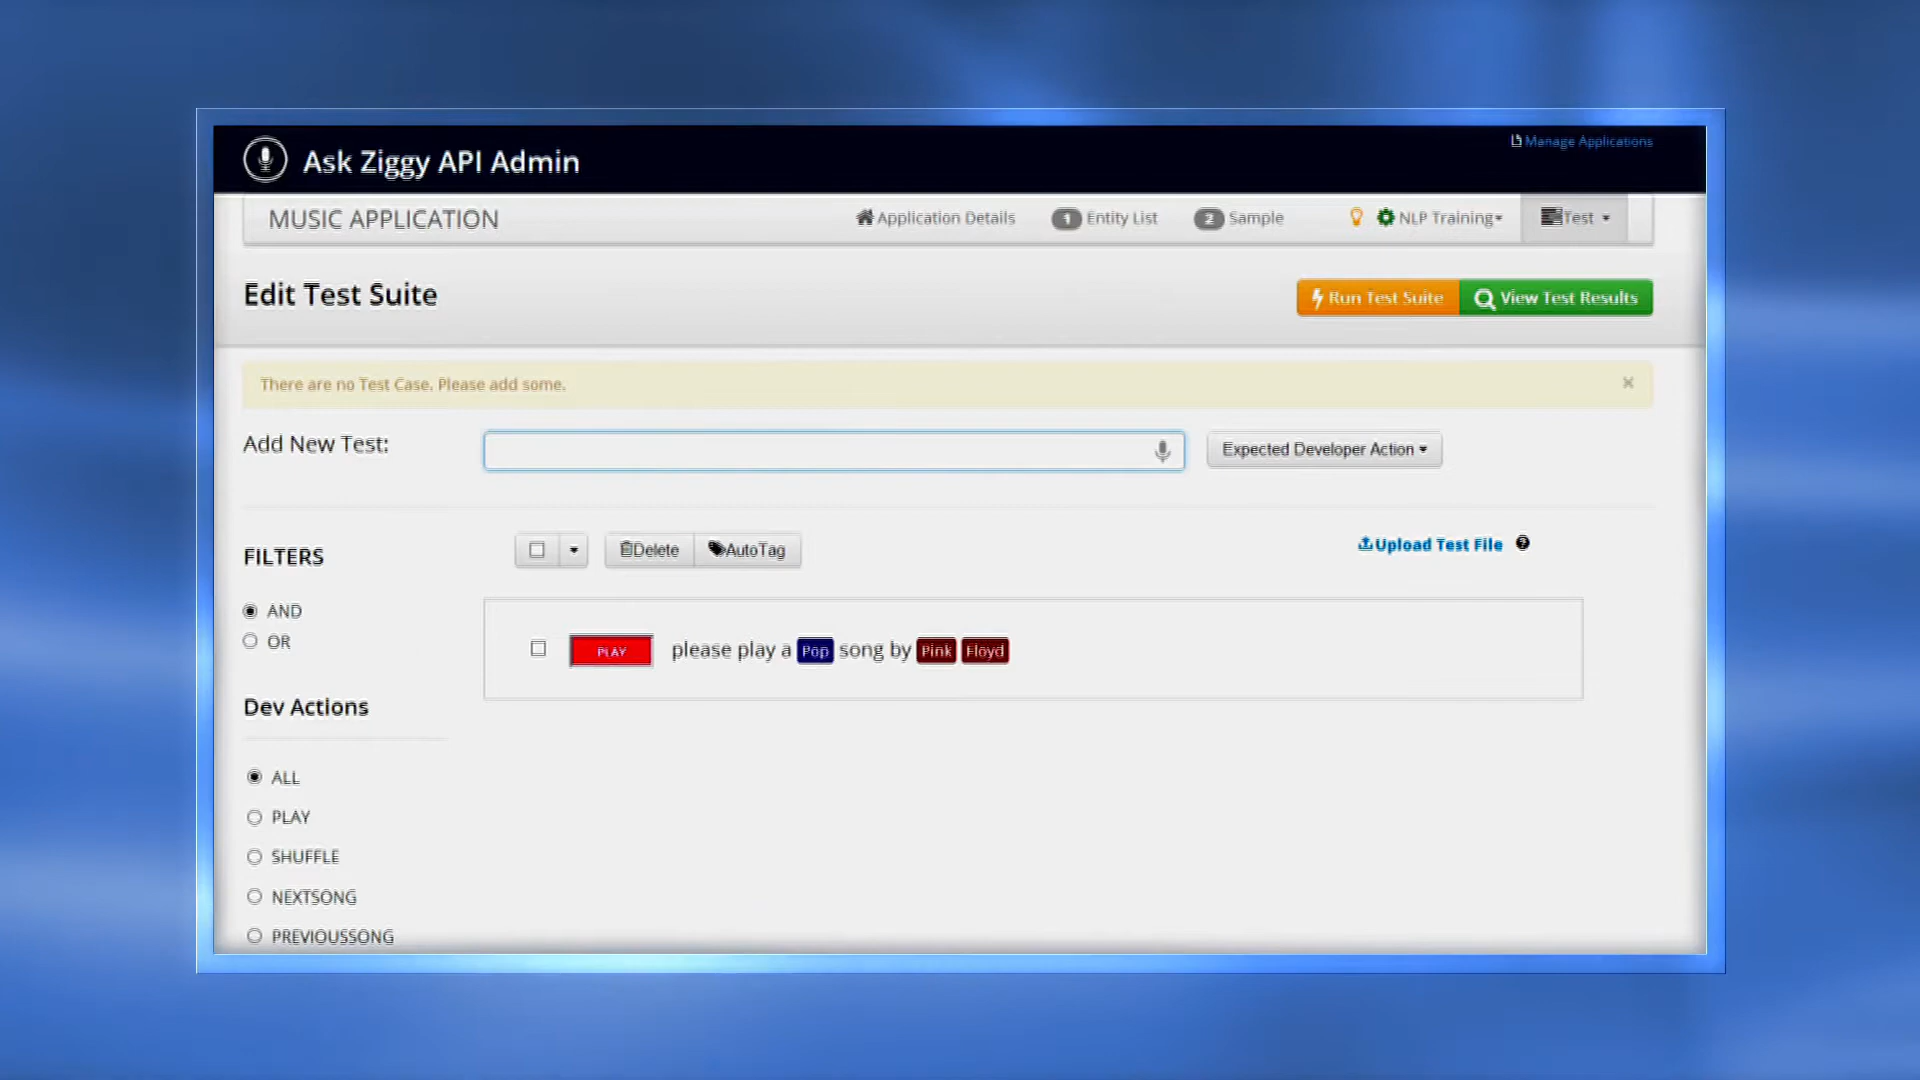 Manage Applications
Ask Ziggy API Admin
MUSIC APPLICATION
Application Details
1 Entity List
2 Sample
NLP Training
Test
Edit Test Suite
Run Test Suite
View Test Results
There are no Test Case. Please add some.
×
Add New Test:
Expected Developer Action
FILTERS
Delete
AutoTag
Upload Test File ?
AND
OR
PLAY please play a Pop song by Pink Floyd
Dev Actions
ALL
PLAY
SHUFFLE
NEXTSONG
PREVIOUSSONG